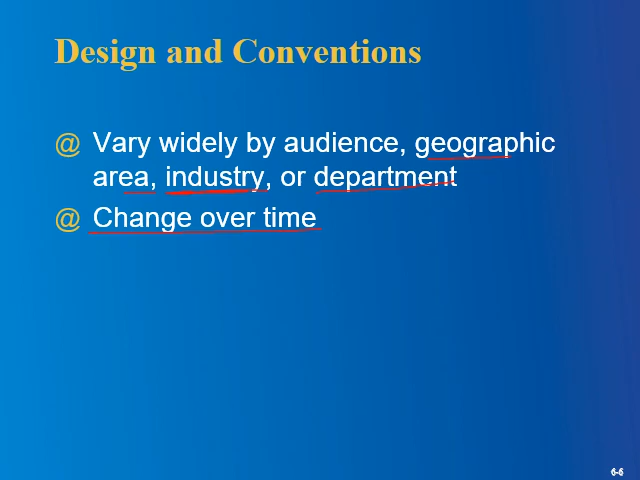 Design and Conventions
@ Vary widely by audience, geographic
area, industry, or department
@ Change over time
6-6